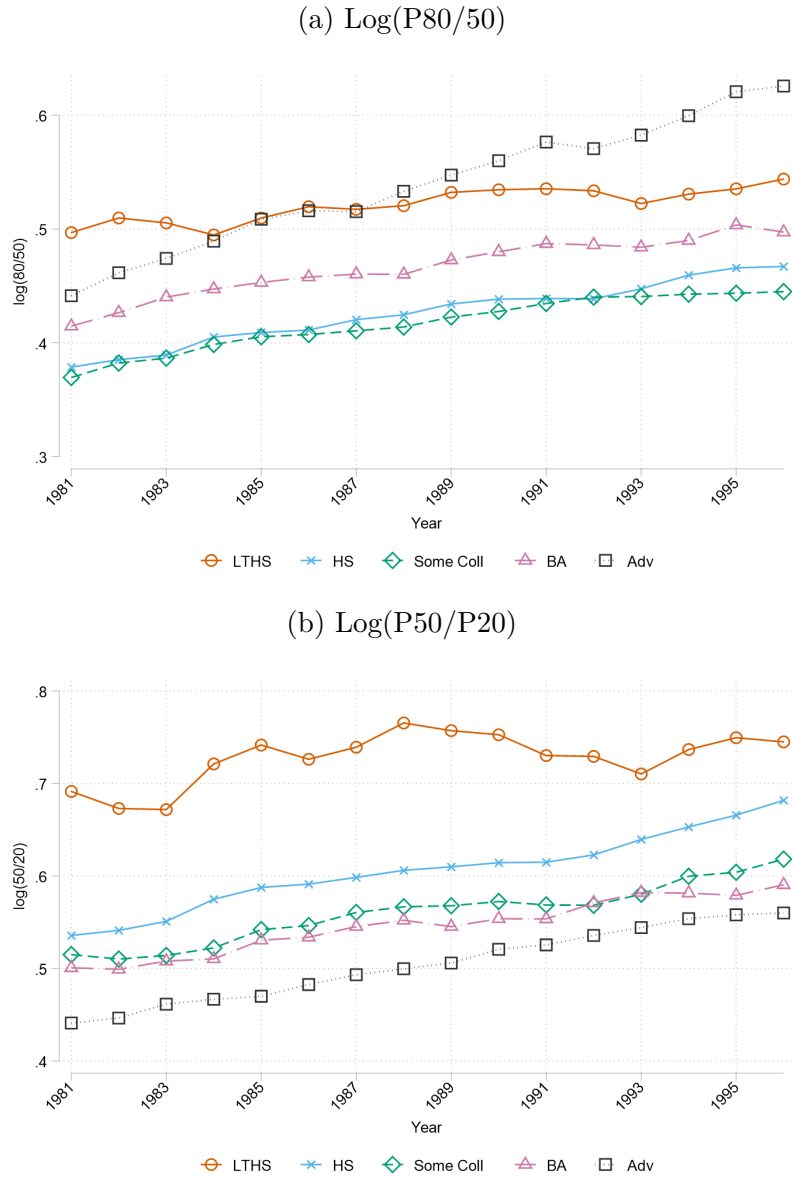 (a) Log(P80/50)
.6
.5
.4
.3
log(80/50)
1981 1983 1985 1987 1989 1991 1993 1995
Year
LTHS HS Some Coll BA Adv
(b) Log(P50/P20)
.8
.7
.6
.5
.4
log(50/20)
1981 1983 1985 1987 1989 1991 1993 1995
Year
LTHS HS Some Coll BA Adv